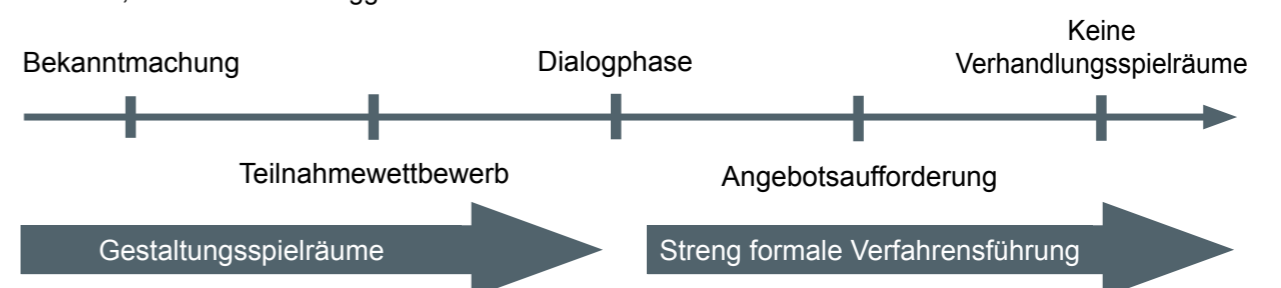 Keine
Bekanntmachung
Dialogphase
Verhandlungsspielräume
Teilnahmewettbewerb
Angebotsaufforderung
Gestaltungsspielräume
Streng formale Verfahrensführung